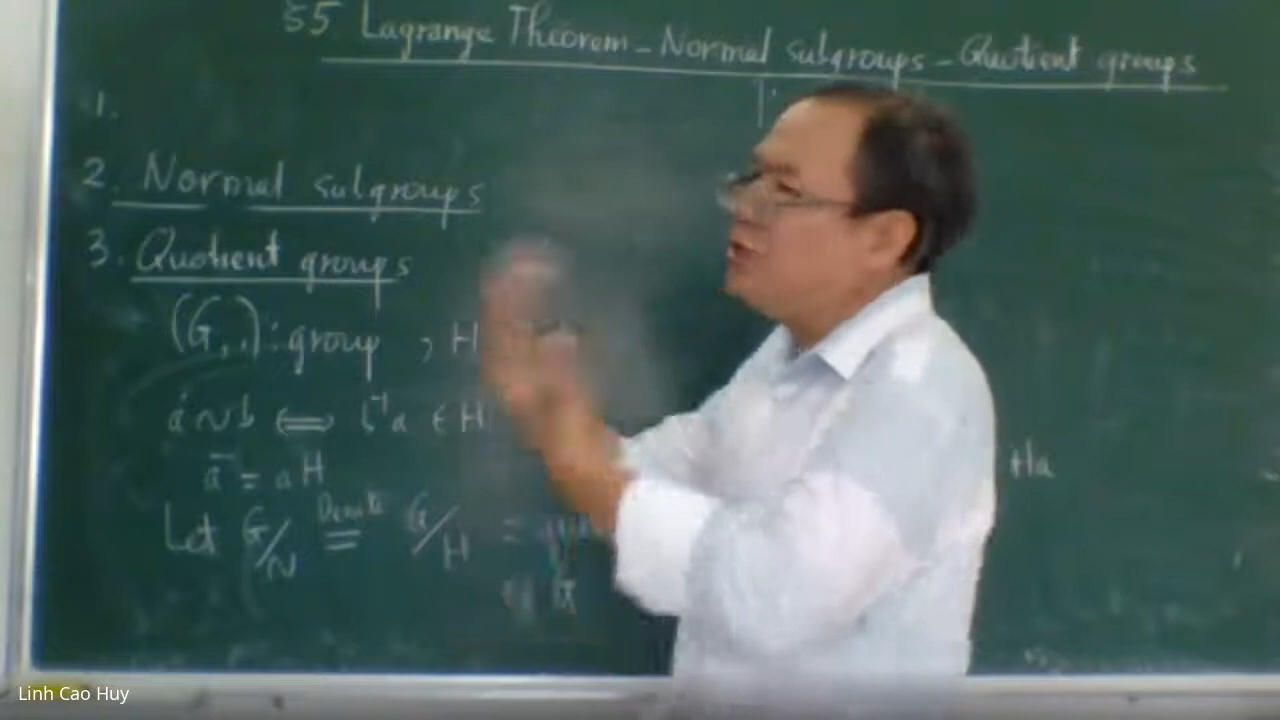 §5 Lagrange Theorem - Normal subgroups - Quotient groups
1.
2. Normal subgroups
3. Quotient groups
(G, .) : group , H
a ~ b ⟺ b⁻¹a ∈ H
ā = aH
Ha
Let G/~ Denote = G/H =
Linh Cao Huy